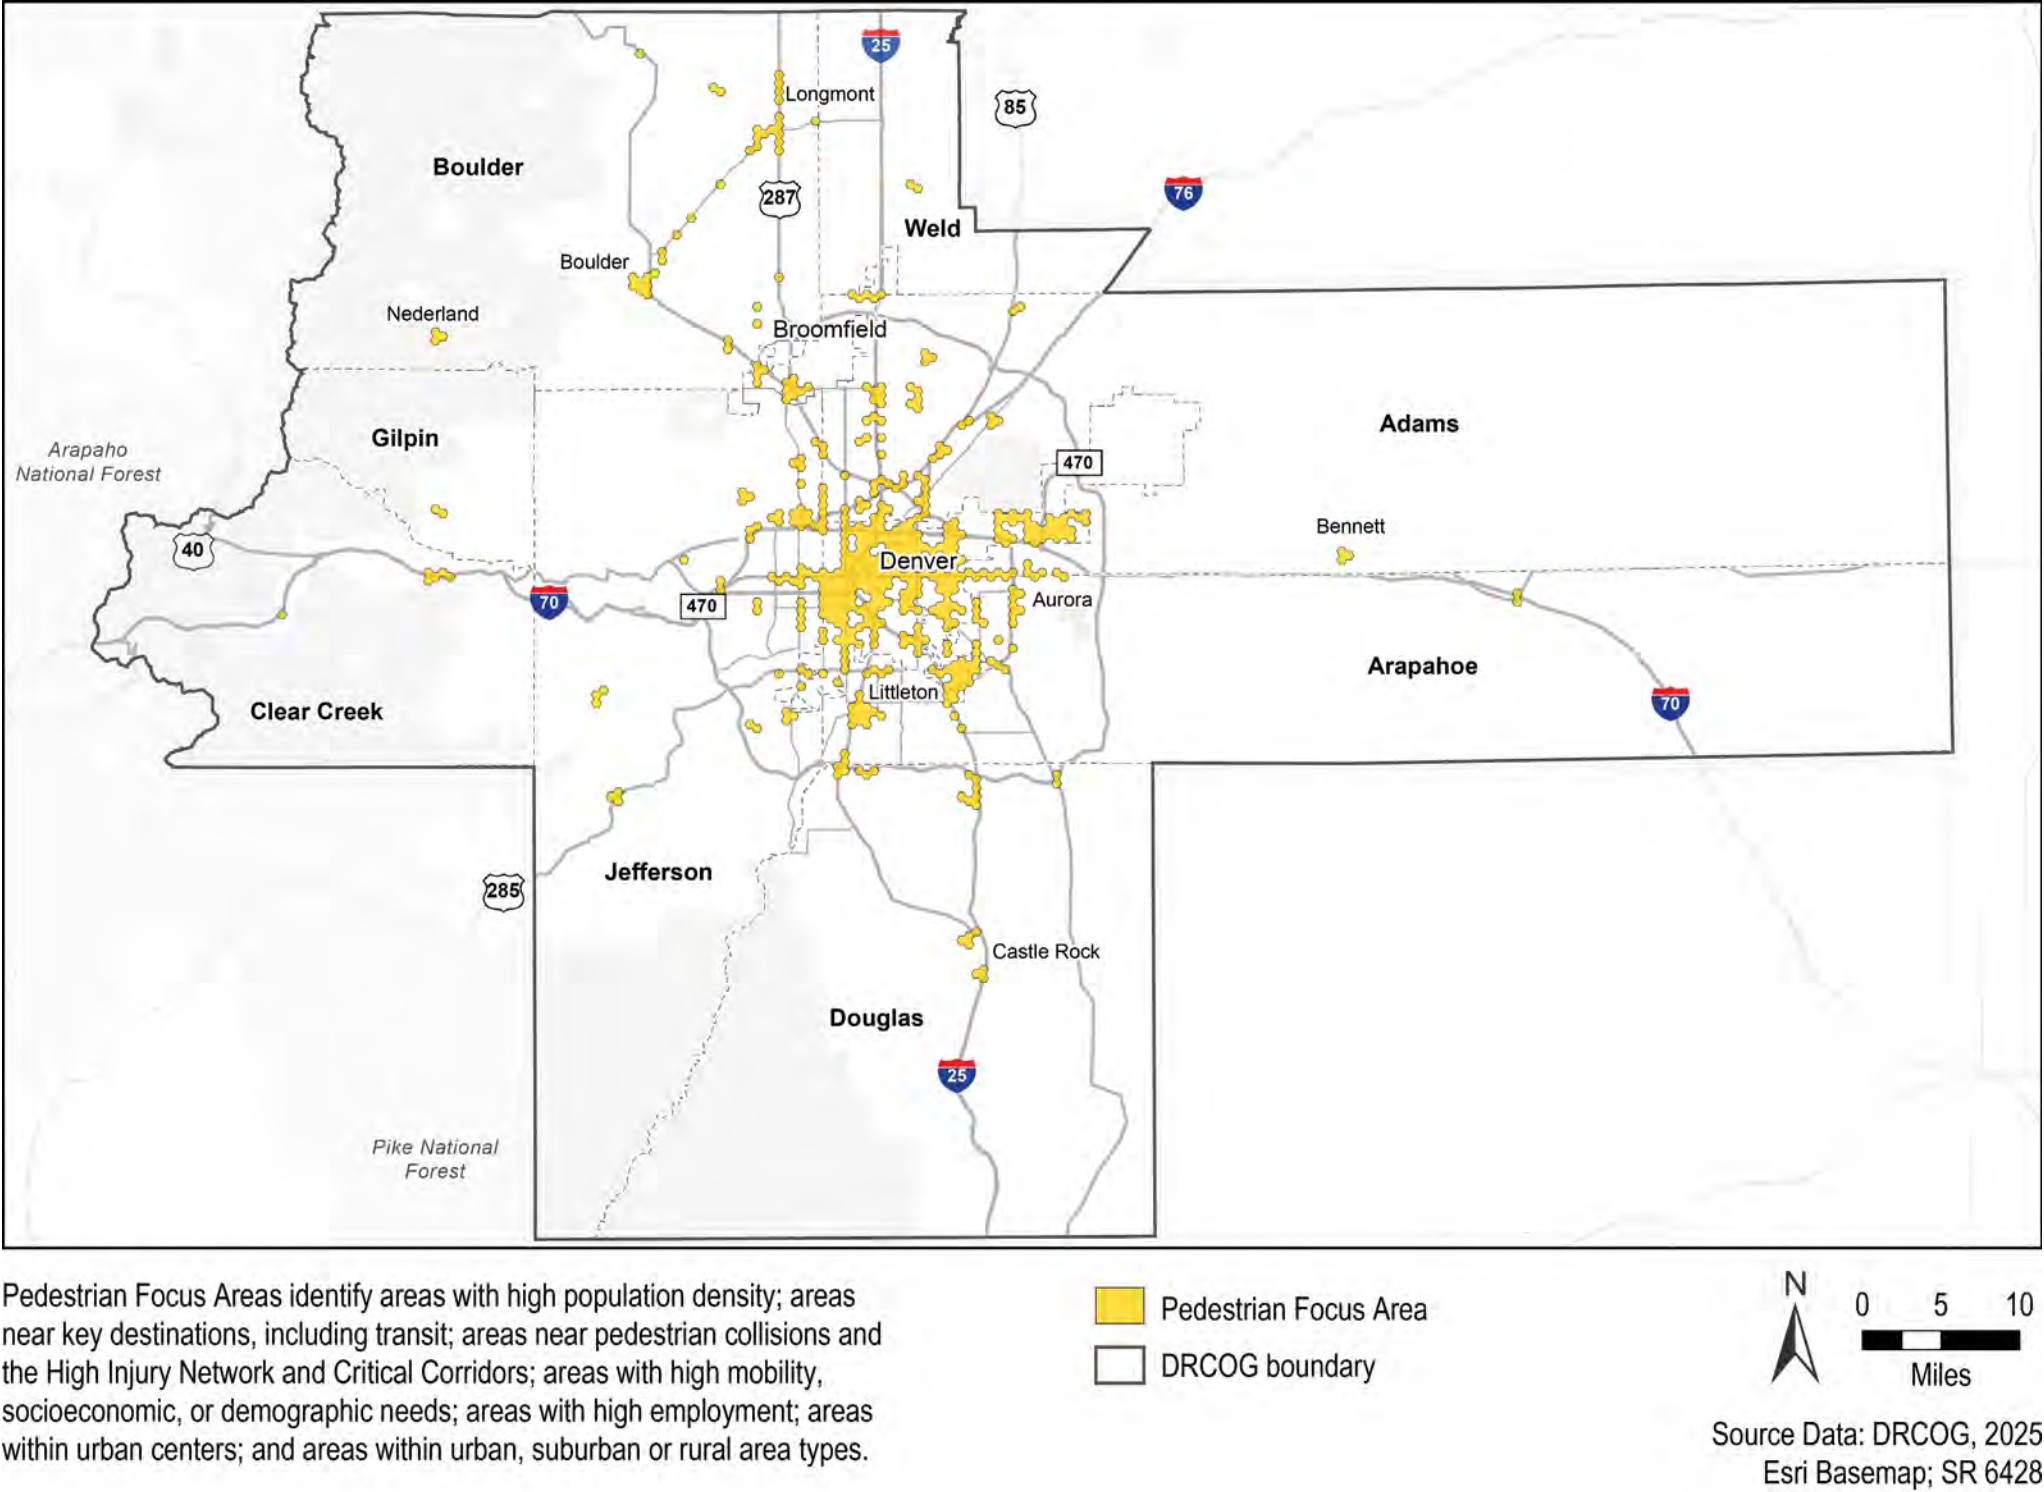 25
Longmont
85
287
76
Boulder
Weld
Boulder
Nederland
Broomfield
Adams
Gilpin
Arapaho
National Forest
470
Bennett
40
Denver
70
470
Aurora
Arapahoe
Littleton
Clear Creek
70
Jefferson
285
Castle Rock
Douglas
25
Pike National
Forest
Pedestrian Focus Areas identify areas with high population density; areas
near key destinations, including transit; areas near pedestrian collisions and
the High Injury Network and Critical Corridors; areas with high mobility,
socioeconomic, or demographic needs; areas with high employment; areas
within urban centers; and areas within urban, suburban or rural area types.
Pedestrian Focus Area
DRCOG boundary
N
0 5 10
Miles
Source Data: DRCOG, 2025
Esri Basemap; SR 6428